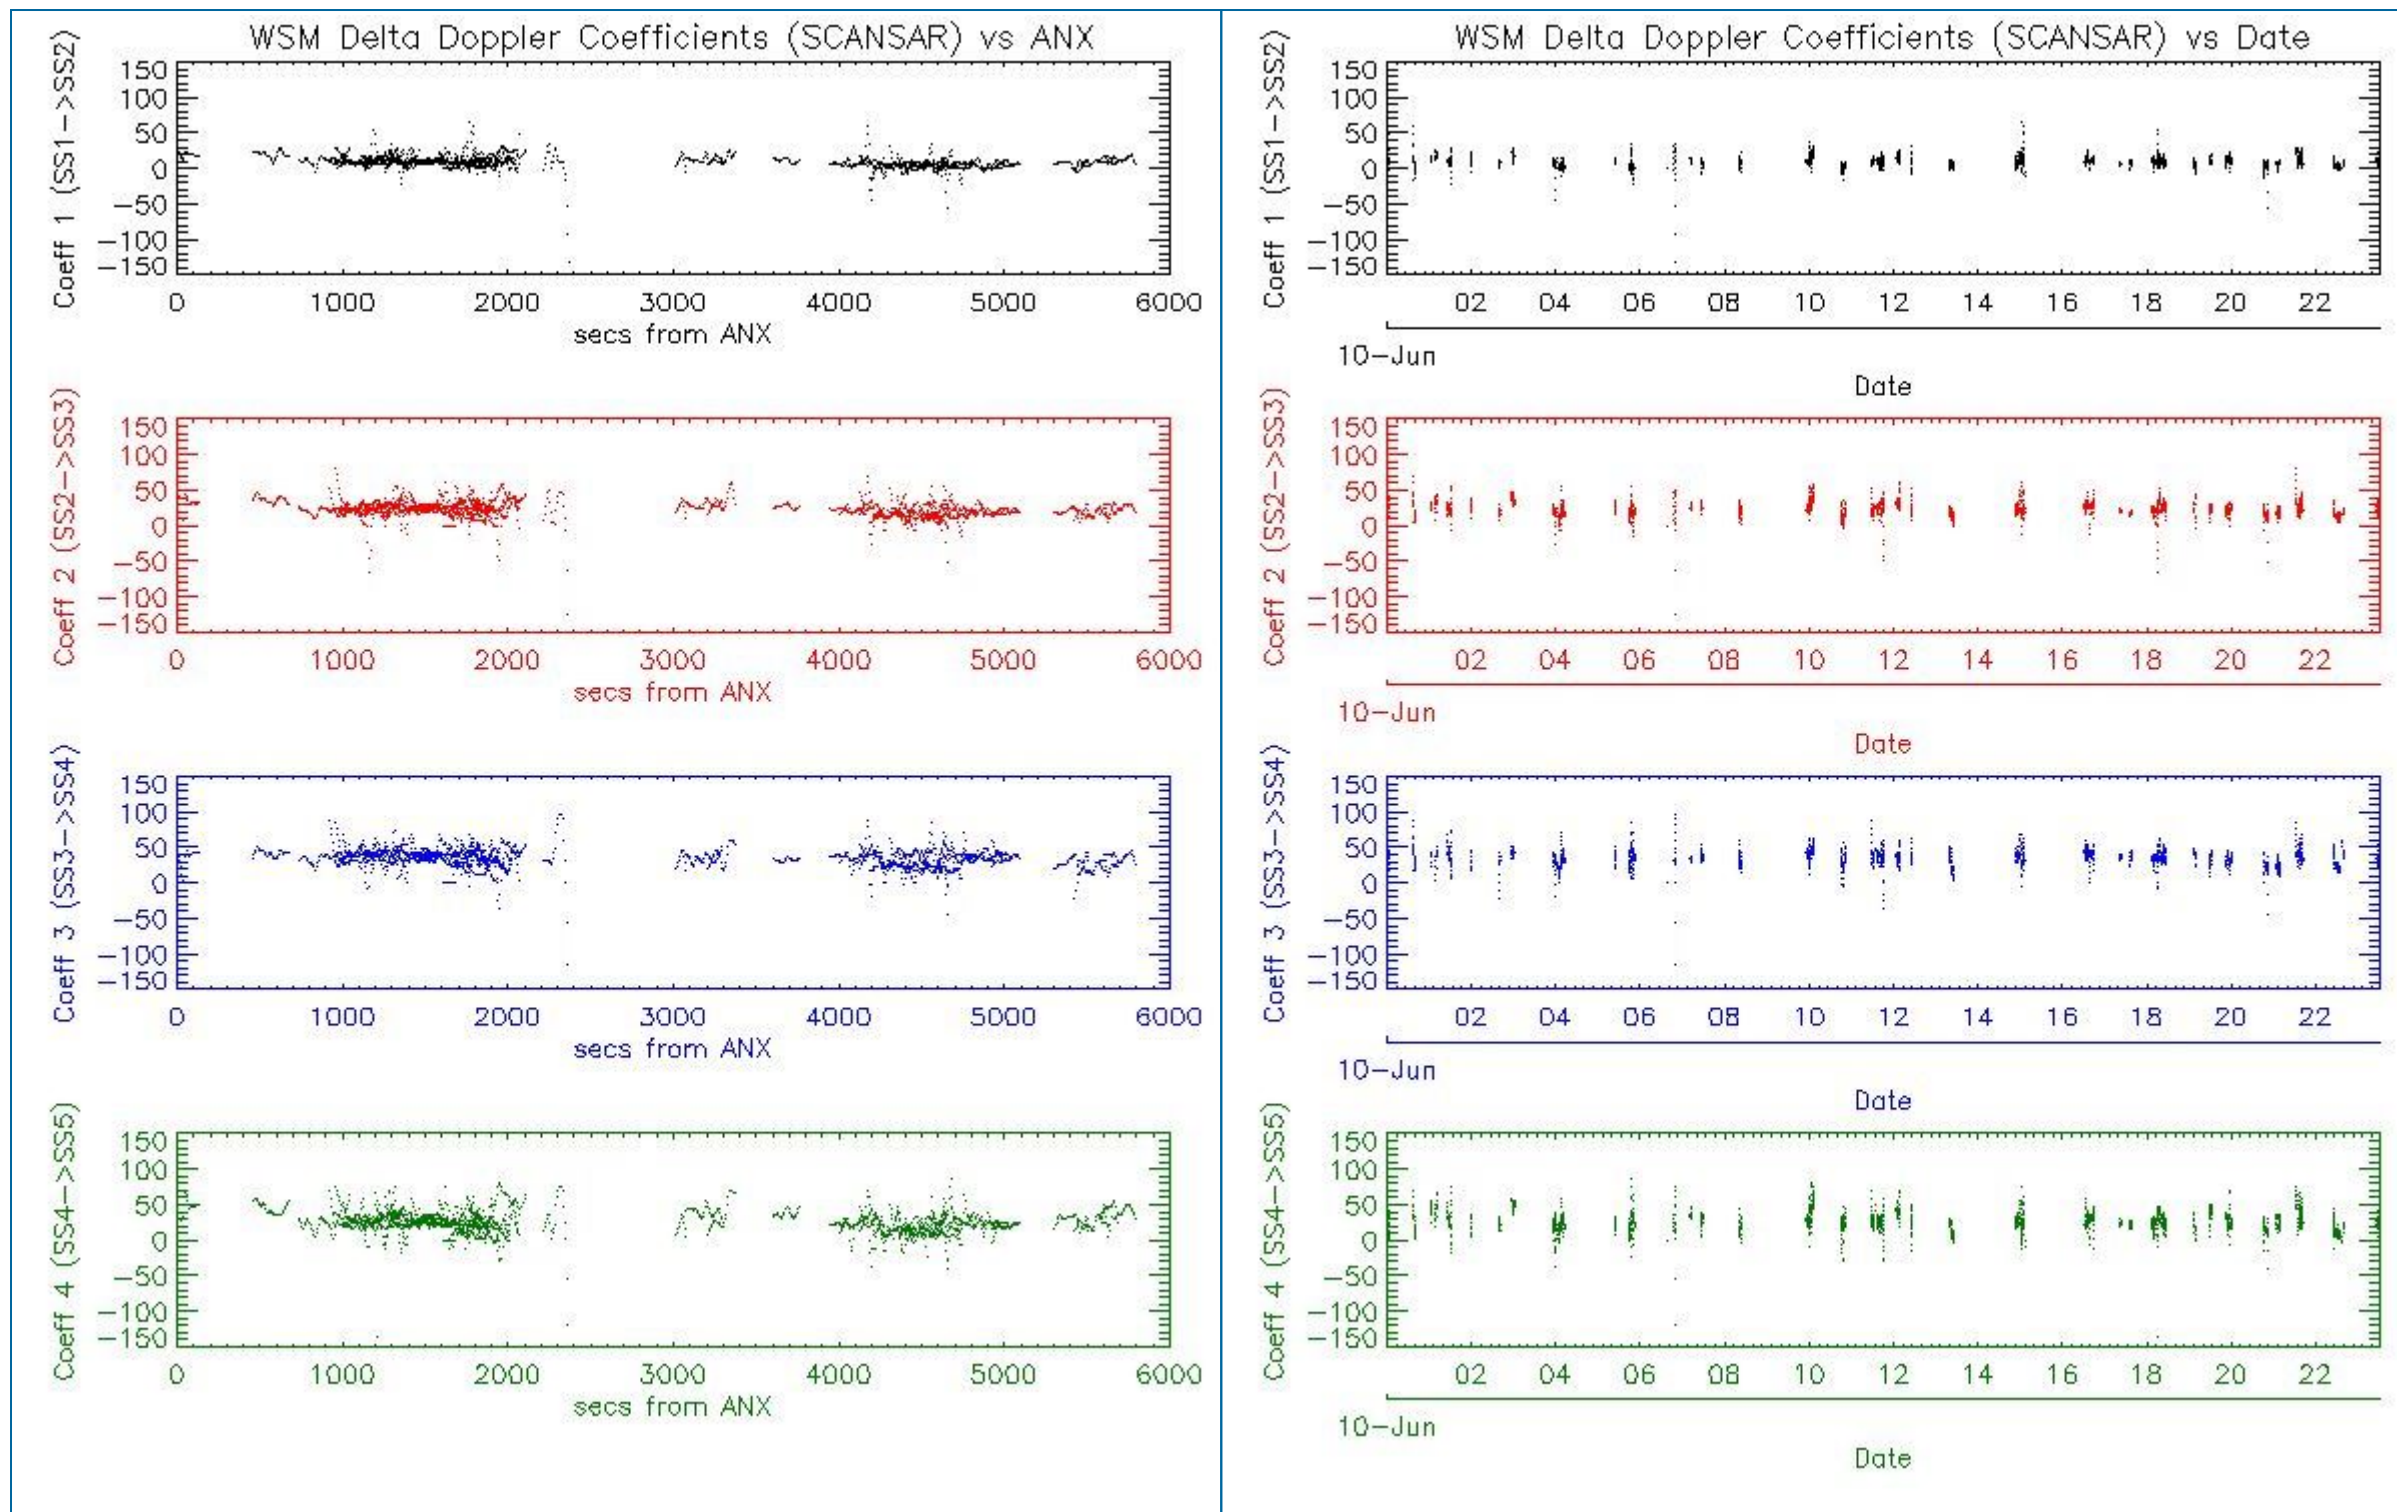 WSM Delta Doppler Coefficients (SCANSAR) vs ANX
Coeff 1 (SS1->SS2)
150
100
50
0
-50
-100
-150
0 1000 2000 3000 4000 5000 6000
secs from ANX
Coeff 2 (SS2->SS3)
150
100
50
0
-50
-100
-150
0 1000 2000 3000 4000 5000 6000
secs from ANX
Coeff 3 (SS3->SS4)
150
100
50
0
-50
-100
-150
0 1000 2000 3000 4000 5000 6000
secs from ANX
Coeff 4 (SS4->SS5)
150
100
50
0
-50
-100
-150
0 1000 2000 3000 4000 5000 6000
secs from ANX
WSM Delta Doppler Coefficients (SCANSAR) vs Date
Coeff 1 (SS1->SS2)
150
100
50
0
-50
-100
-150
02 04 06 08 10 12 14 16 18 20 22
10-Jun
Date
Coeff 2 (SS2->SS3)
150
100
50
0
-50
-100
-150
02 04 06 08 10 12 14 16 18 20 22
10-Jun
Date
Coeff 3 (SS3->SS4)
150
100
50
0
-50
-100
-150
02 04 06 08 10 12 14 16 18 20 22
10-Jun
Date
Coeff 4 (SS4->SS5)
150
100
50
0
-50
-100
-150
02 04 06 08 10 12 14 16 18 20 22
10-Jun
Date